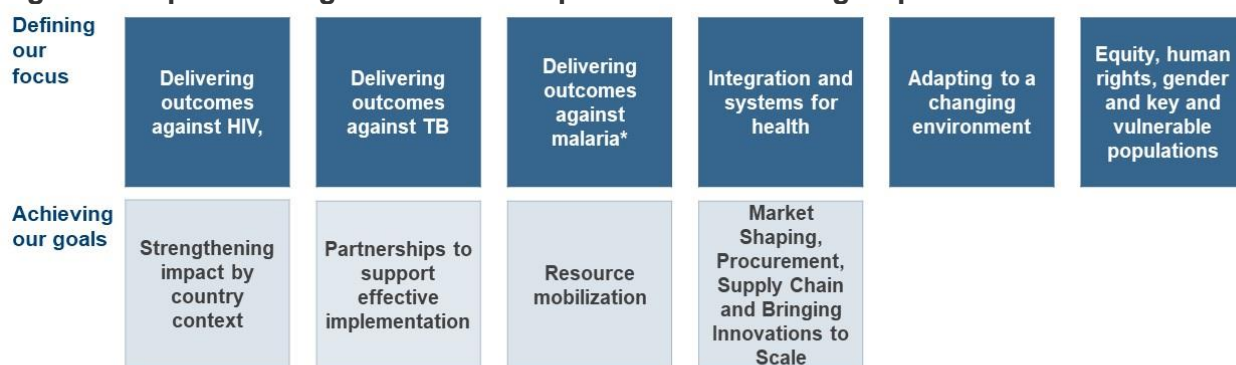 Defining
our
focus
Delivering
outcomes
against HIV,
Delivering
outcomes
against TB
Delivering
outcomes
against
malaria*
Integration and
systems for
health
Adapting to a
changing
environment
Equity, human
rights, gender
and key and
vulnerable
populations
Achieving
our goals
Strengthening
impact by
country
context
Partnerships to
support
effective
implementation
Resource
mobilization
Market
Shaping,
Procurement,
Supply Chain
and Bringing
Innovations to
Scale